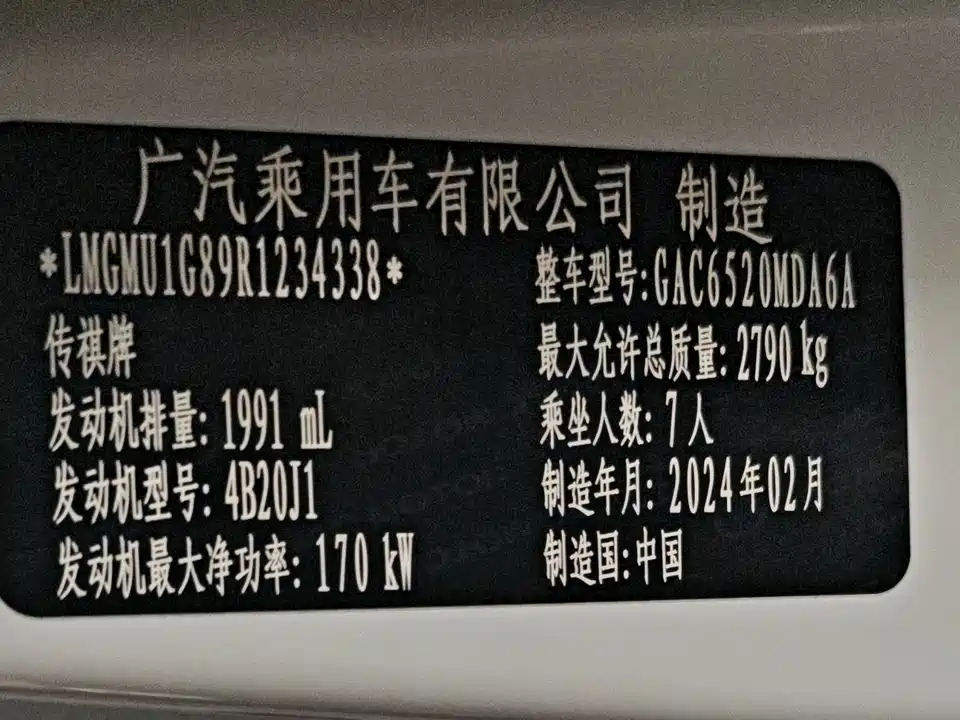 广汽乘用车有限公司 制造
*LMGMU1G89R1234338*
整车型号:GAC6520MDA6A
传祺牌
最大允许总质量: 2790 kg
发动机排量: 1991 mL
乘坐人数: 7 人
发动机型号: 4B20J1
制造年月: 2024年02月
发动机最大净功率: 170 kW
制造国:中国